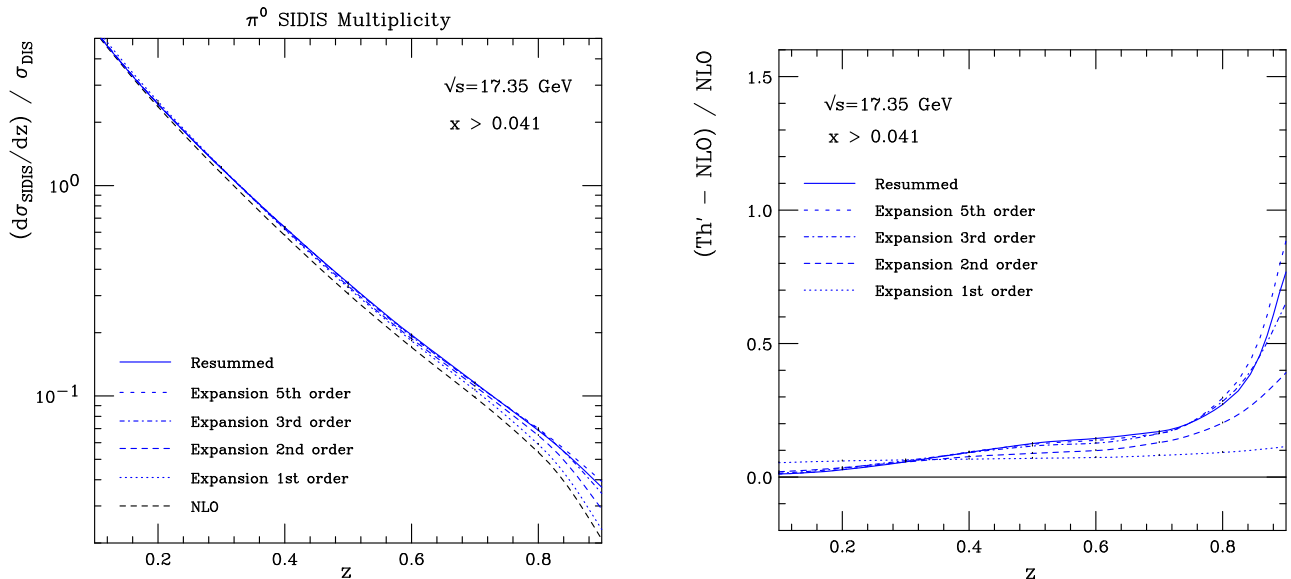 π⁰ SIDIS Multiplicity
(dσ_SIDIS/dz) / σ_DIS
√s=17.35 GeV
x > 0.041
10⁰
10⁻¹
Resummed
Expansion 5th order
Expansion 3rd order
Expansion 2nd order
Expansion 1st order
NLO
0.2 0.4 0.6 0.8
z
(Th′ − NLO) / NLO
1.5
√s=17.35 GeV
x > 0.041
Resummed
1.0
Expansion 5th order
Expansion 3rd order
Expansion 2nd order
Expansion 1st order
0.5
0.0
0.2 0.4 0.6 0.8
z